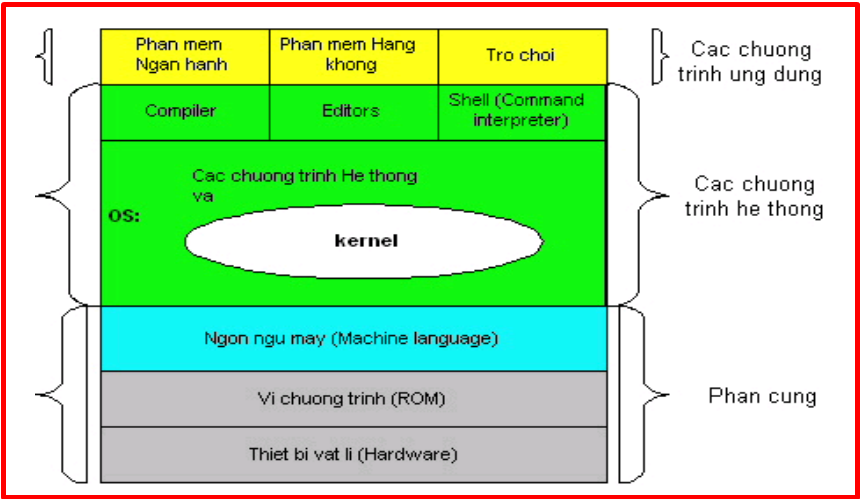 Phan mem
Ngan hanh
Phan mem Hang
khong
Tro choi
Cac chuong
trinh ung dung
Compiler
Editors
Shell (Command
interpreter)
Cac chuong trinh He thong
va
OS:
kernel
Cac chuong
trinh he thong
Ngon ngu may (Machine language)
Vi chuong trinh (ROM)
Phan cung
Thiet bi vat li (Hardware)